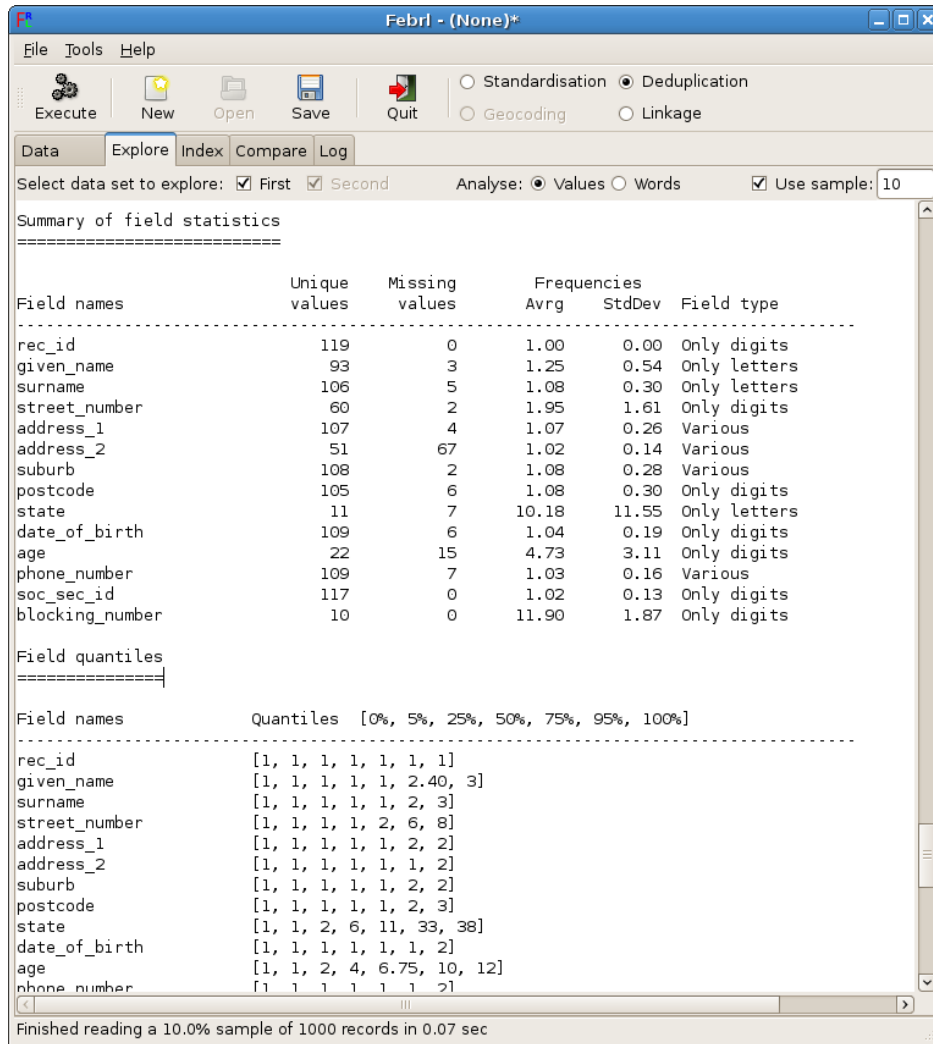 Febrl - (None)*
File Tools Help
Execute New Open Save Quit Standardisation Deduplication
Geocoding Linkage
Data Explore Index Compare Log
Select data set to explore: First Second Analyse: Values Words Use sample: 10
Summary of field statistics
===========================
Unique Missing Frequencies
Field names values values Avrg StdDev Field type
-------------------------------------------------------------------------------------
rec_id 119 0 1.00 0.00 Only digits
given_name 93 3 1.25 0.54 Only letters
surname 106 5 1.08 0.30 Only letters
street_number 60 2 1.95 1.61 Only digits
address_1 107 4 1.07 0.26 Various
address_2 51 67 1.02 0.14 Various
suburb 108 2 1.08 0.28 Various
postcode 105 6 1.08 0.30 Only digits
state 11 7 10.18 11.55 Only letters
date_of_birth 109 6 1.04 0.19 Only digits
age 22 15 4.73 3.11 Only digits
phone_number 109 7 1.03 0.16 Various
soc_sec_id 117 0 1.02 0.13 Only digits
blocking_number 10 0 11.90 1.87 Only digits
Field quantiles
===============
Field names Quantiles [0%, 5%, 25%, 50%, 75%, 95%, 100%]
-------------------------------------------------------------------------------------
rec_id [1, 1, 1, 1, 1, 1, 1]
given_name [1, 1, 1, 1, 1, 2.40, 3]
surname [1, 1, 1, 1, 1, 2, 3]
street_number [1, 1, 1, 1, 2, 6, 8]
address_1 [1, 1, 1, 1, 1, 2, 2]
address_2 [1, 1, 1, 1, 1, 1, 2]
suburb [1, 1, 1, 1, 1, 2, 2]
postcode [1, 1, 1, 1, 1, 2, 3]
state [1, 1, 2, 6, 11, 33, 38]
date_of_birth [1, 1, 1, 1, 1, 1, 2]
age [1, 1, 2, 4, 6.75, 10, 12]
phone_number [1, 1, 1, 1, 1, 1, 2]
Finished reading a 10.0% sample of 1000 records in 0.07 sec